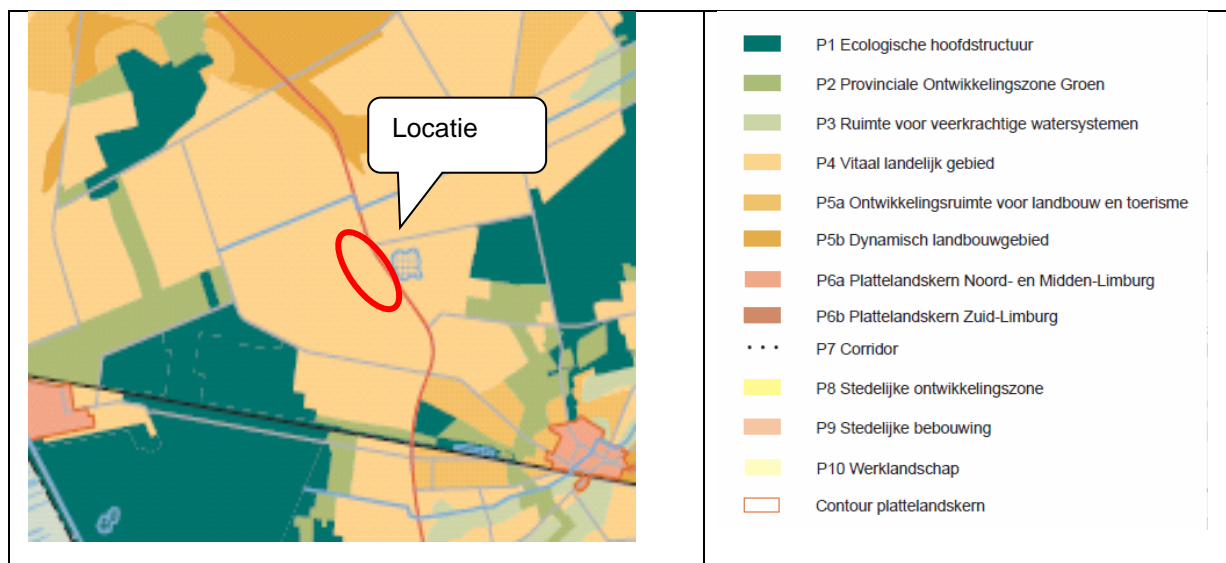 Locatie
P1 Ecologische hoofdstructuur
P2 Provinciale Ontwikkelingszone Groen
P3 Ruimte voor veerkrachtige watersystemen
P4 Vitaal landelijk gebied
P5a Ontwikkelingsruimte voor landbouw en toerisme
P5b Dynamisch landbouwgebied
P6a Plattelandskern Noord- en Midden-Limburg
P6b Plattelandskern Zuid-Limburg
P7 Corridor
P8 Stedelijke ontwikkelingszone
P9 Stedelijke bebouwing
P10 Werklandschap
Contour plattelandskern